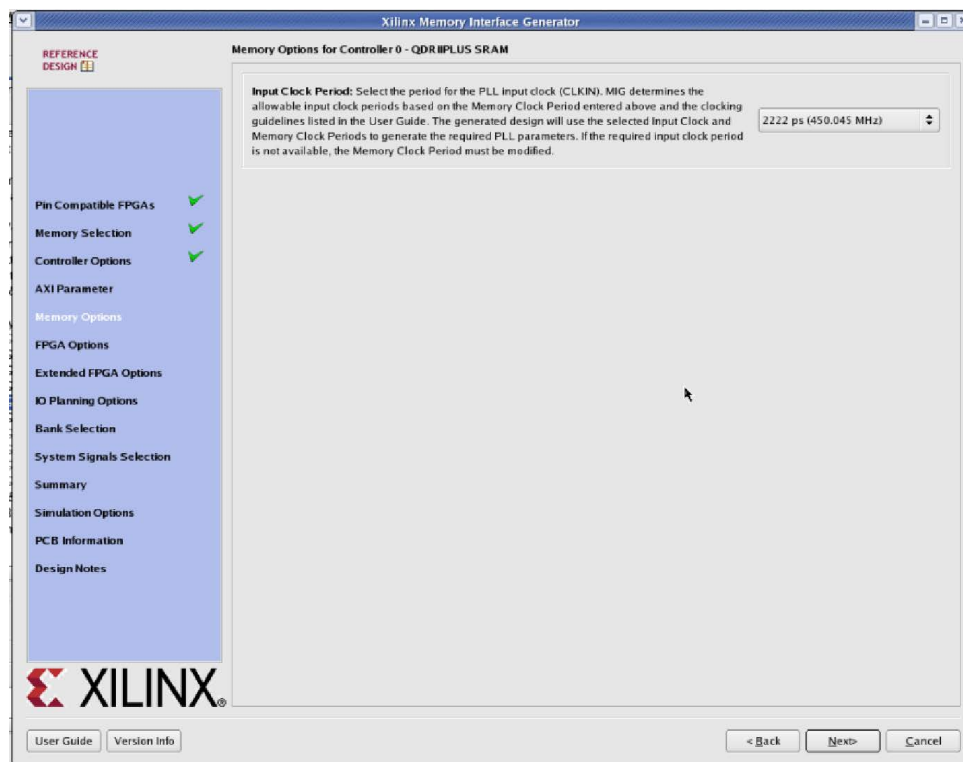 Xilinx Memory Interface Generator
REFERENCE
DESIGN
Memory Options for Controller 0 - QDRIIPLUS SRAM
Input Clock Period: Select the period for the PLL input clock (CLKIN). MIG determines the
allowable input clock periods based on the Memory Clock Period entered above and the clocking
guidelines listed in the User Guide. The generated design will use the selected Input Clock and
Memory Clock Periods to generate the required PLL parameters. If the required input clock period
is not available, the Memory Clock Period must be modified.
2222 ps (450.045 MHz)
Pin Compatible FPGAs
Memory Selection
Controller Options
AXI Parameter
Memory Options
FPGA Options
Extended FPGA Options
IO Planning Options
Bank Selection
System Signals Selection
Summary
Simulation Options
PCB Information
Design Notes
XILINX®
User Guide
Version Info
< Back
Next>
Cancel